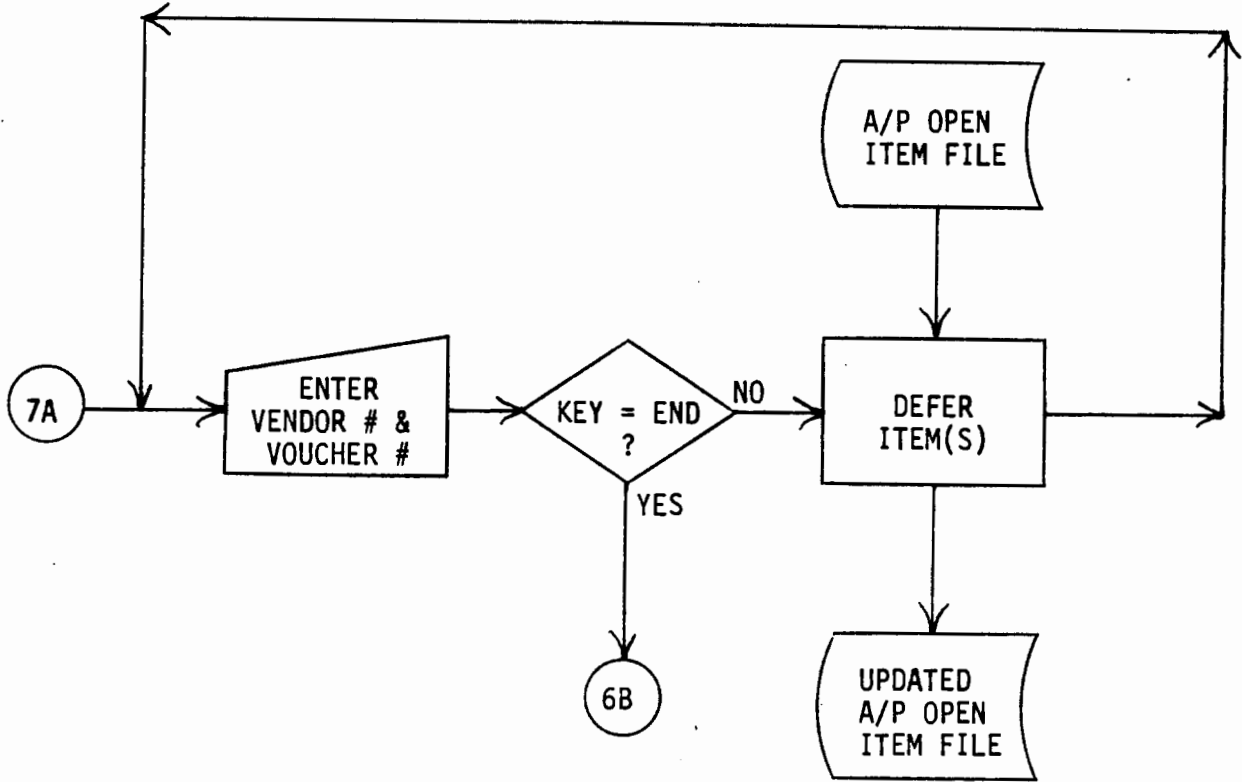 A/P OPEN
ITEM FILE
7A
ENTER
VENDOR # &
VOUCHER #
KEY = END
?
NO
YES
DEFER
ITEM(S)
6B
UPDATED
A/P OPEN
ITEM FILE